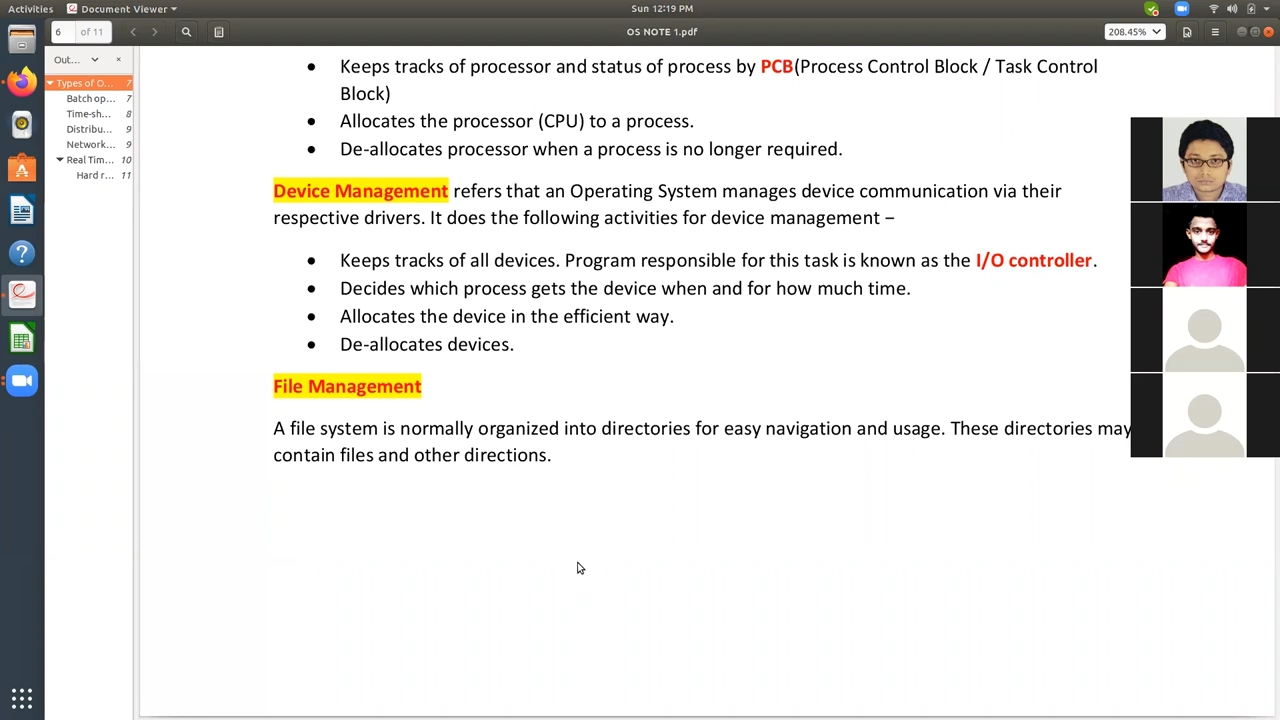 Activities
Document Viewer
Sun 12:19 PM
6
of 11
OS NOTE 1.pdf
208.45%
Out...
Types of O... 7
Batch op... 7
Time-sh... 8
Distribu... 9
Network... 9
Real Tim... 10
Hard r... 11
• Keeps tracks of processor and status of process by PCB(Process Control Block / Task Control
Block)
• Allocates the processor (CPU) to a process.
• De-allocates processor when a process is no longer required.
Device Management refers that an Operating System manages device communication via their
respective drivers. It does the following activities for device management −
• Keeps tracks of all devices. Program responsible for this task is known as the I/O controller.
• Decides which process gets the device when and for how much time.
• Allocates the device in the efficient way.
• De-allocates devices.
File Management
A file system is normally organized into directories for easy navigation and usage. These directories may
contain files and other directions.